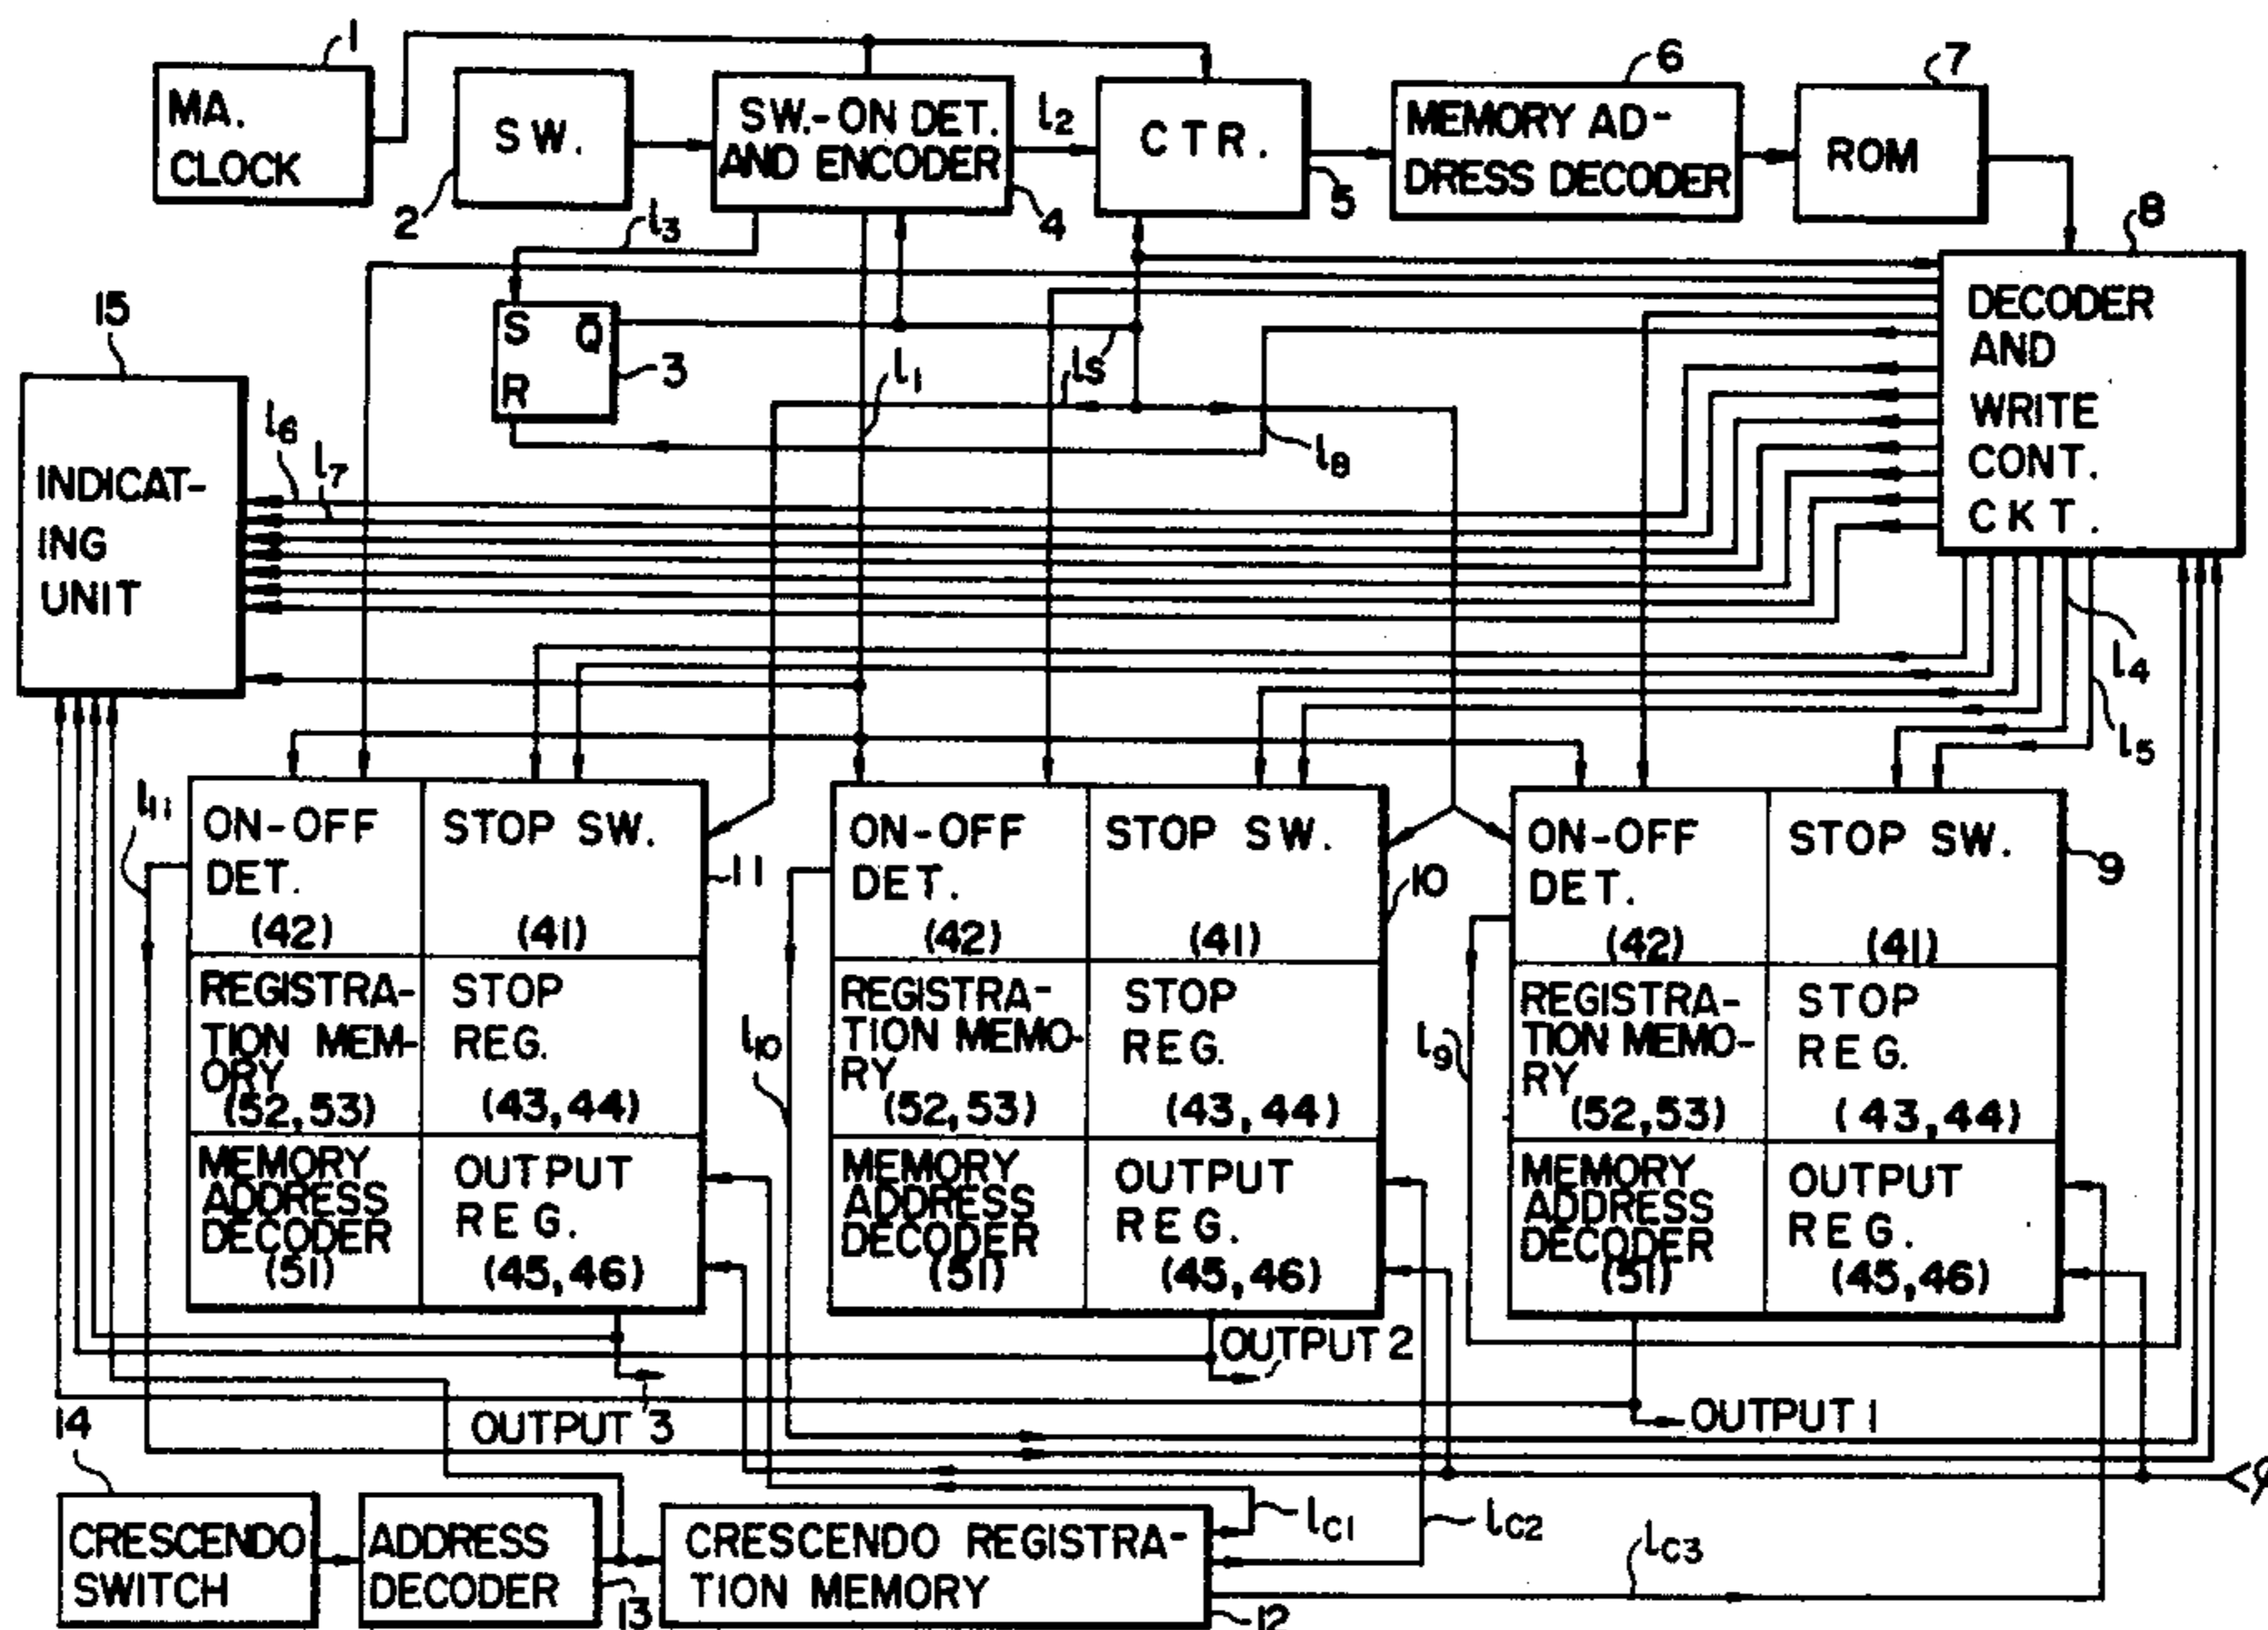 1
MA.
CLOCK
2
SW.
SW.-ON DET.
AND ENCODER
4
l2
CTR.
5
6
MEMORY AD-
DRESS DECODER
7
ROM
8
DECODER
AND
WRITE
CONT.
CKT.
l3
S Q̄
R
3
l1
lS
l8
15
INDICAT-
ING
UNIT
l6
l7
l4
l5
l11
ON-OFF
DET.
(42)
STOP SW.
(41)
11
REGISTRA-
TION MEM-
ORY
(52,53)
STOP
REG.
(43,44)
MEMORY
ADDRESS
DECODER
(51)
OUTPUT
REG.
(45,46)
l10
ON-OFF
DET.
(42)
STOP SW.
(41)
10
REGISTRA-
TION MEMO-
RY
(52,53)
STOP
REG.
(43,44)
MEMORY
ADDRESS
DECODER
(51)
OUTPUT
REG.
(45,46)
l9
ON-OFF
DET.
(42)
STOP SW.
(41)
9
REGISTRA-
TION MEMO-
RY
(52,53)
STOP
REG.
(43,44)
MEMORY
ADDRESS
DECODER
(51)
OUTPUT
REG.
(45,46)
OUTPUT 3
OUTPUT 2
OUTPUT 1
<φ
14
CRESCENDO
SWITCH
ADDRESS
DECODER
13
CRESCENDO REGISTRA-
TION MEMORY
12
lC1
lC2
lC3